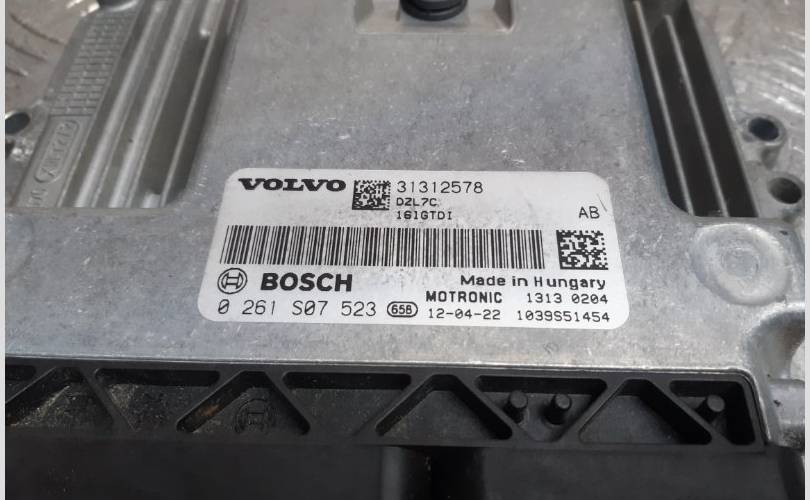 VOLVO 31312578
DZL7C
161GTDI AB
BOSCH Made in Hungary
MOTRONIC 1313 0204
0 261 S07 523 65B 12-04-22 1039S51454